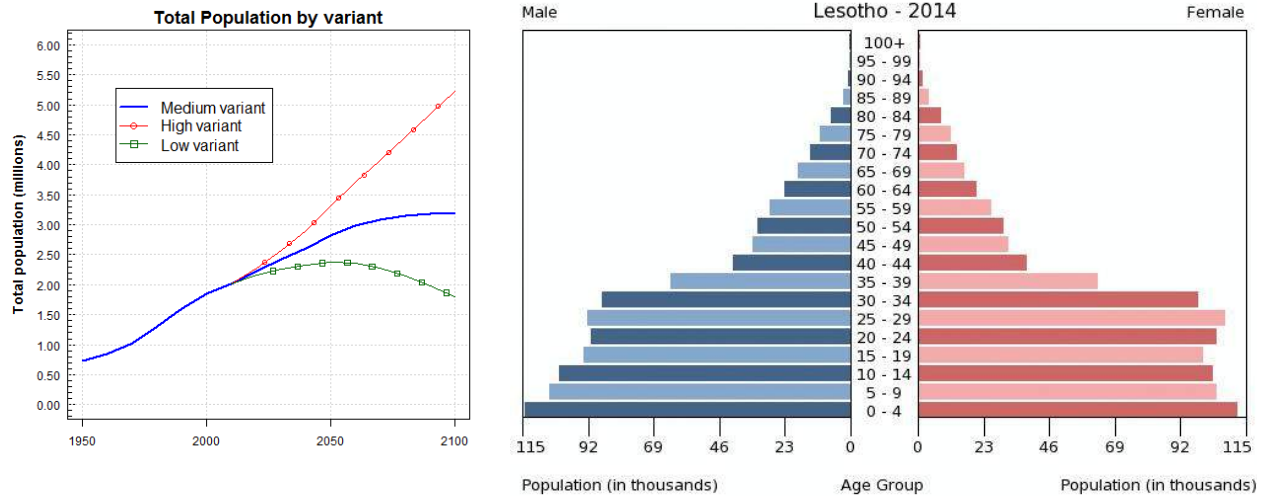 Total Population by variant
Total population (millions)
6.00
5.50
5.00
4.50
4.00
3.50
3.00
2.50
2.00
1.50
1.00
0.50
0.00
Medium variant
High variant
Low variant
1950 2000 2050 2100
Male Lesotho - 2014 Female
100+
95 - 99
90 - 94
85 - 89
80 - 84
75 - 79
70 - 74
65 - 69
60 - 64
55 - 59
50 - 54
45 - 49
40 - 44
35 - 39
30 - 34
25 - 29
20 - 24
15 - 19
10 - 14
5 - 9
0 - 4
115 92 69 46 23 0 0 23 46 69 92 115
Population (in thousands) Age Group Population (in thousands)